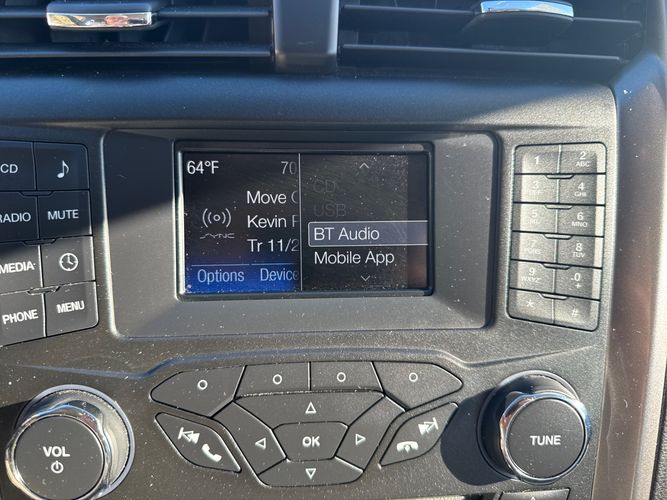 CD
RADIO
MUTE
MEDIA
PHONE
MENU
64°F
70
Move
Kevin
Tr 11/2
SYNC
Options
Device
CD
USB
BT Audio
Mobile App
1
2 ABC
3 DEF
4 GHI
5 JKL
6 MNO
7 PQRS
8 TUV
9 WXYZ
0 +
*
#
OK
VOL
TUNE